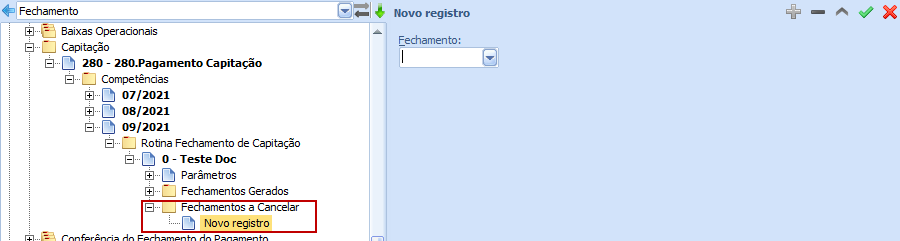 Fechamento
Baixas Operacionais
Capitação
280 - 280.Pagamento Capitação
Competências
07/2021
08/2021
09/2021
Rotina Fechamento de Capitação
0 - Teste Doc
Parâmetros
Fechamentos Gerados
Fechamentos a Cancelar
Novo registro
Conferência do Fechamento do Pagamento
Novo registro
Fechamento: